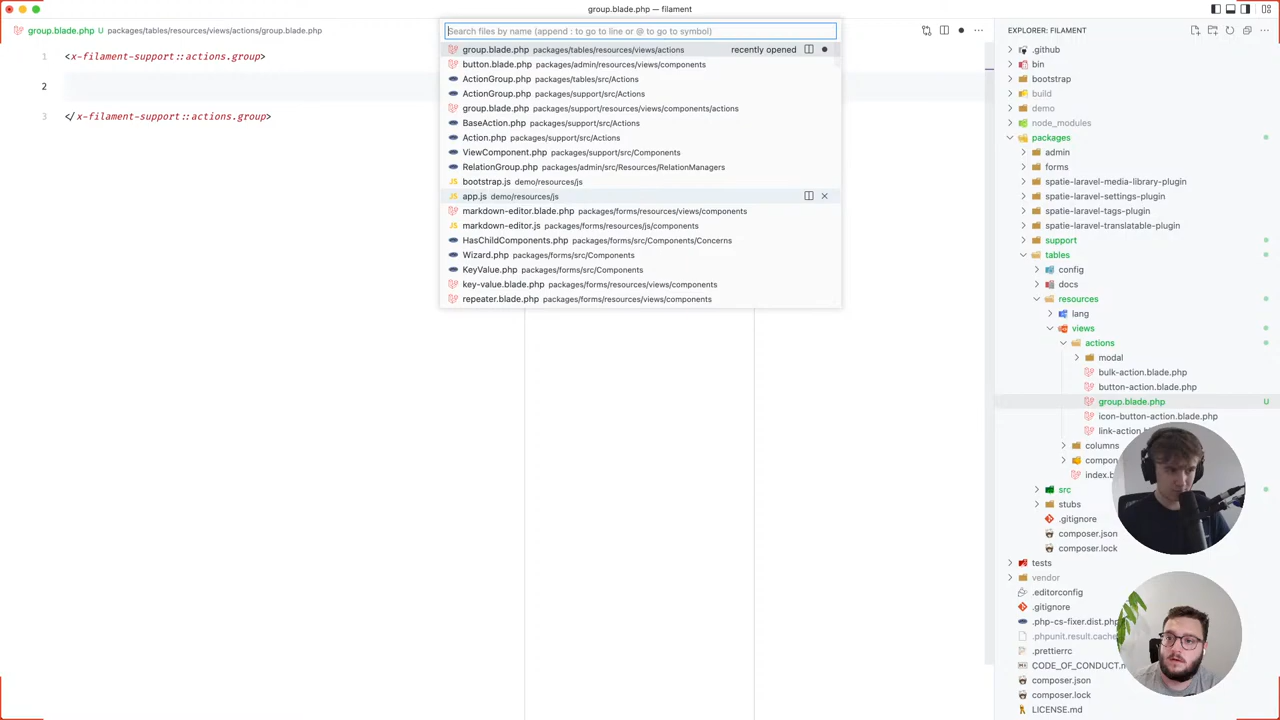 group.blade.php — filament
group.blade.php packages/tables/resources/views/actions/group.blade.php
1 <x-filament-support::actions.group>
2
3 </x-filament-support::actions.group>
Search files by name (append : to go to line or @ to go to symbol)
group.blade.php packages/tables/resources/views/actions recently opened
button.blade.php packages/admin/resources/views/components
ActionGroup.php packages/tables/src/Actions
ActionGroup.php packages/support/src/Actions
group.blade.php packages/support/resources/views/components/actions
BaseAction.php packages/support/src/Actions
Action.php packages/support/src/Actions
ViewComponent.php packages/support/src/Components
RelationGroup.php packages/admin/src/Resources/RelationManagers
JS bootstrap.js demo/resources/js
JS app.js demo/resources/js
markdown-editor.blade.php packages/forms/resources/views/components
JS markdown-editor.js packages/forms/resources/js/components
HasChildComponents.php packages/forms/src/Components/Concerns
Wizard.php packages/forms/src/Components
KeyValue.php packages/forms/src/Components
key-value.blade.php packages/forms/resources/views/components
repeater.blade.php packages/forms/resources/views/components
EXPLORER: FILAMENT
.github
bin
bootstrap
build
demo
node_modules
packages
admin
forms
spatie-laravel-media-library-plugin
spatie-laravel-settings-plugin
spatie-laravel-tags-plugin
spatie-laravel-translatable-plugin
support
tables
config
docs
resources
lang
views
actions
modal
bulk-action.blade.php
button-action.blade.php
group.blade.php U
icon-button-action.blade.php
link-action.b
columns
compon
index.b
src
stubs
.gitignore
composer.json
composer.lock
tests
vendor
.editorconfig
.gitignore
.php-cs-fixer.dist.php
.phpunit.result.cache
.prettierrc
CODE_OF_CONDUCT.m
composer.json
composer.lock
LICENSE.md